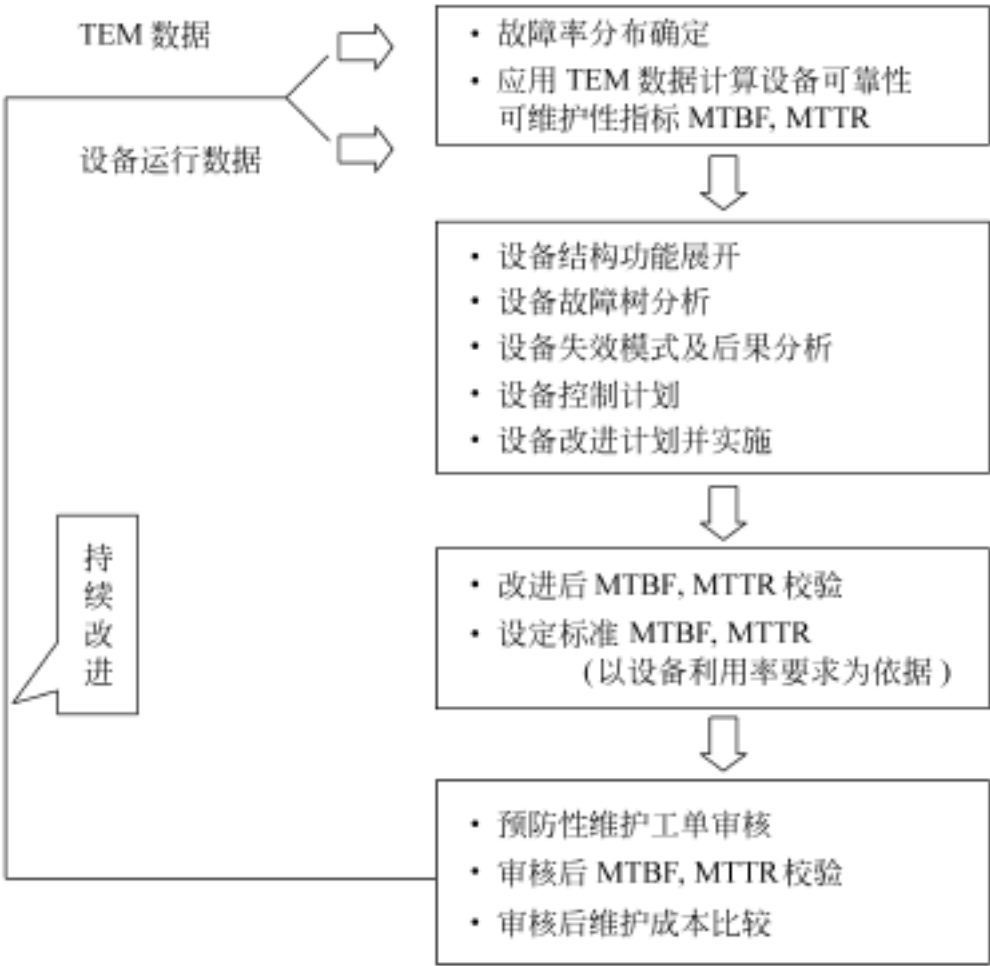 TEM 数据
设备运行数据
· 故障率分布确定
· 应用 TEM 数据计算设备可靠性
可维护性指标 MTBF, MTTR
· 设备结构功能展开
· 设备故障树分析
· 设备失效模式及后果分析
· 设备控制计划
· 设备改进计划并实施
持续改进
· 改进后 MTBF, MTTR 校验
· 设定标准 MTBF, MTTR
(以设备利用率要求为依据)
· 预防性维护工单审核
· 审核后 MTBF, MTTR 校验
· 审核后维护成本比较